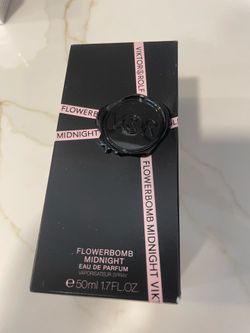 VIKTOR&ROLF
FLOWERBOMB
MIDNIGHT
FLOWERBOMB MIDNIGHT VIK
FLOWERBOMB
MIDNIGHT
EAU DE PARFUM
VAPORISATEUR SPRAY
℮ 50ml 1.7FL.OZ